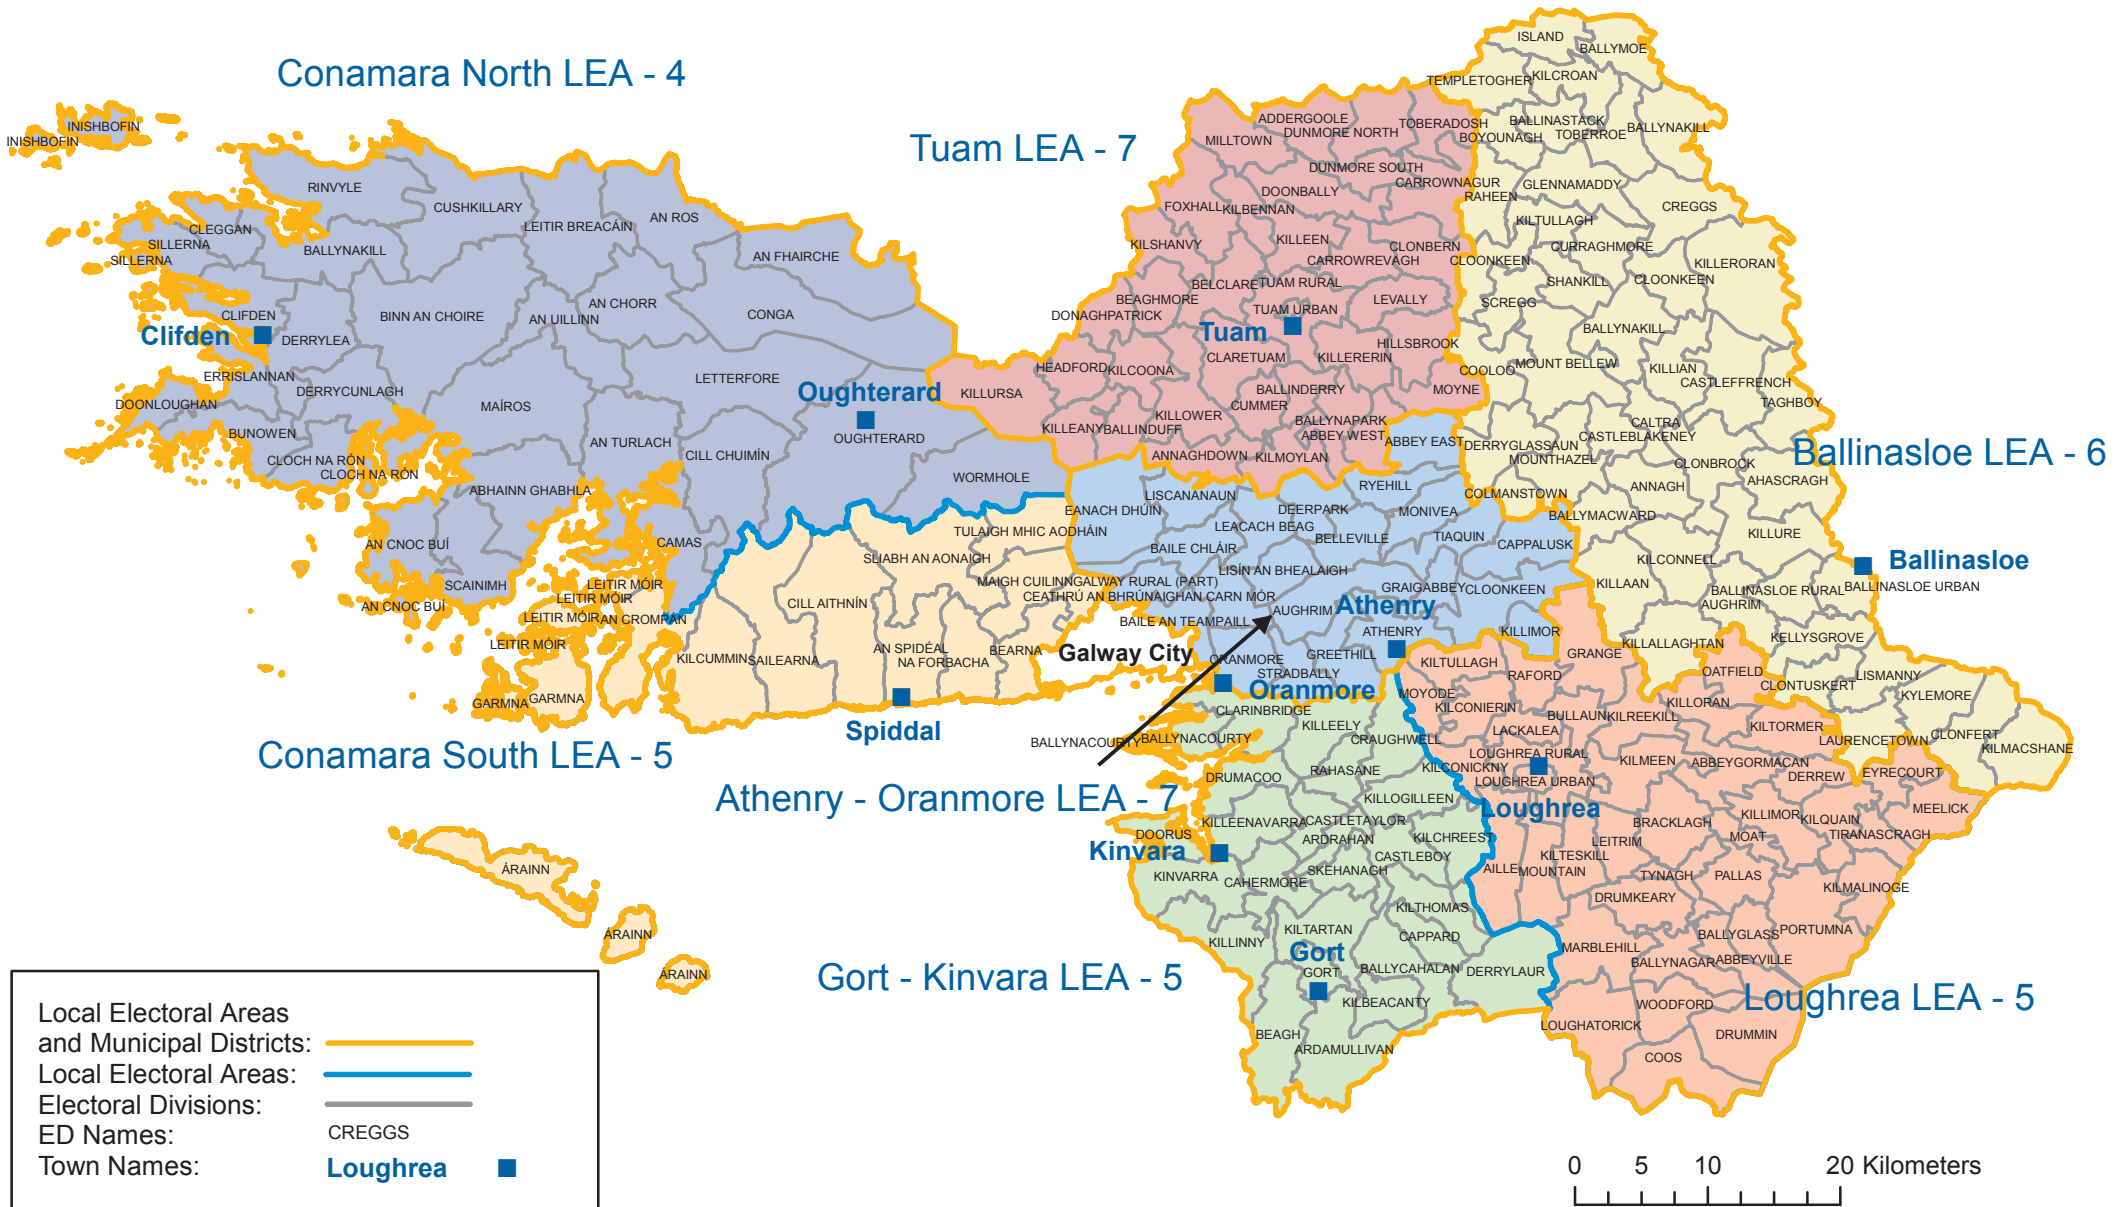 Conamara North LEA - 4
Tuam LEA - 7
Ballinasloe LEA - 6
Conamara South LEA - 5
Athenry - Oranmore LEA - 7
Gort - Kinvara LEA - 5
Loughrea LEA - 5
INISHBOFIN
INISHBOFIN
RINVYLE
CUSHKILLARY
LEITIR BREACÁIN
AN ROS
CLEGGAN
SILLERNA
SILLERNA
BALLYNAKILL
AN FHAIRCHE
AN CHORR
CONGA
CLIFDEN
Clifden
BINN AN CHOIRE
AN UILLINN
DERRYLEA
ERRISLANNAN
DERRYCUNLAGH
LETTERFORE
Oughterard
OUGHTERARD
DOONLOUGHAN
MAÍROS
BUNOWEN
AN TURLACH
CILL CHUIMÍN
CLOCH NA RÓN
CLOCH NA RÓN
WORMHOLE
ABHAINN GHABHLA
AN CNOC BUÍ
CAMAS
SCAINIMH
AN CNOC BUÍ
LEITIR MÓIR
LEITIR MÓIR
LEITIR MÓIR
AN CROMPÁN
LEITIR MÓIR
GARMNA
GARMNA
TULAIGH MHIC AODHÁIN
SLIABH AN AONAIGH
MAIGH CUILINN
GALWAY RURAL (PART)
CILL AITHNÍN
KILCUMMIN
SAILEARNA
AN SPIDÉAL
NA FORBACHA
BEARNA
Spiddal
Galway City
ÁRAINN
ÁRAINN
ÁRAINN
ADDERGOOLE
DUNMORE NORTH
TOBERADOSH
MILLTOWN
DUNMORE SOUTH
CARROWNAGUR
DOONBALLY
FOXHALL
KILBENNAN
KILSHANVY
KILLEEN
CLONBERN
CARROWREVAGH
BELCLARE
TUAM RURAL
BEAGHMORE
LEVALLY
DONAGHPATRICK
TUAM URBAN
Tuam
HILLSBROOK
CLARETUAM
KILLERERIN
HEADFORD
KILCOONA
KILLURSA
BALLINDERRY
MOYNE
CUMMER
KILLOWER
BALLYNAPARK
KILLEANY
BALLINDUFF
ABBEY WEST
ANNAGHDOWN
KILMOYLAN
ABBEY EAST
RYEHILL
LISCANANAUN
EANACH DHÚIN
DEERPARK
MONIVEA
LEACACH BEAG
BELLEVILLE
TIAQUIN
CAPPALUSK
BAILE CHLÁIR
LISÍN AN BHEALAIGH
GRAIGABBEY
CLOONKEEN
CEATHRÚ AN BHRÚNAIGH
AN CARN MÓR
AUGHRIM
Athenry
BAILE AN TEAMPAILL
ATHENRY
KILLIMOR
ORANMORE
GREETHILL
STRADBALLY
Oranmore
ISLAND
BALLYMOE
TEMPLETOGHER
KILCROAN
BALLINASTACK
BOYOUNAGH
TOBERROE
BALLYNAKILL
GLENNAMADDY
RAHEEN
CREGGS
KILTULLAGH
CURRAGHMORE
CLOONKEEN
KILLERORAN
SHANKILL
CLOONKEEN
SCREGG
BALLYNAKILL
COOLOO
MOUNT BELLEW
KILLIAN
CASTLEFFRENCH
TAGHBOY
CALTRA
CASTLEBLAKENEY
DERRYGLASSAUN
MOUNTHAZEL
CLONBROCK
AHASCRAGH
ANNAGH
COLMANSTOWN
BALLYMACWARD
KILLURE
KILCONNELL
Ballinasloe
KILLAAN
BALLINASLOE RURAL
BALLINASLOE URBAN
AUGHRIM
KILLALLAGHTAN
KELLYSGROVE
LISMANNY
CLONTUSKERT
KYLEMORE
LAURENCETOWN
CLONFERT
KILMACSHANE
CLARINBRIDGE
KILLEELY
BALLYNACOURTY
BALLYNACOURTY
CRAUGHWELL
DRUMACOO
RAHASANE
KILLOGILLEEN
KILLEENAVARRA
CASTLETAYLOR
DOORUS
ARDRAHAN
KILCHREEST
Kinvara
CASTLEBOY
SKEHANAGH
KINVARRA
CAHERMORE
KILTHOMAS
KILTARTAN
KILLINNY
CAPPARD
Gort
GORT
BALLYCAHALAN
DERRYLAUR
KILBEACANTY
BEAGH
ARDAMULLIVAN
KILTULLAGH
GRANGE
RAFORD
OATFIELD
MOYODE
KILCONIERIN
BULLAUN
KILREEKILL
KILLORAN
LACKALEA
KILTORMER
LOUGHREA RURAL
KILCONICKNY
LOUGHREA URBAN
KILMEEN
ABBEYGORMACAN
DERREW
EYRECOURT
Loughrea
MEELICK
BRACKLAGH
KILLIMOR
KILQUAIN
LEITRIM
MOAT
TIRANASCRAGH
AILLE
KILTESKILL
MOUNTAIN
TYNAGH
PALLAS
KILMALINOGE
DRUMKEARY
BALLYGLASS
PORTUMNA
MARBLEHILL
BALLYNAGAR
ABBEYVILLE
WOODFORD
LOUGHATORICK
DRUMMIN
COOS
Local Electoral Areas
and Municipal Districts:
Local Electoral Areas:
Electoral Divisions:
ED Names: CREGGS
Town Names: Loughrea
0 5 10 20 Kilometers